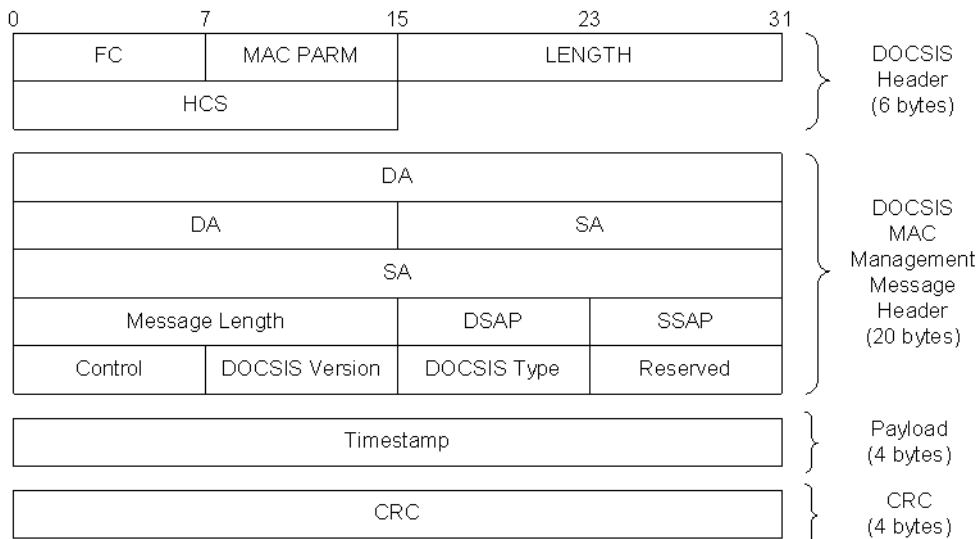 0 7 15 23 31
FC MAC PARM LENGTH
HCS
DOCSIS
Header
(6 bytes)
DA
DA SA
SA
Message Length DSAP SSAP
Control DOCSIS Version DOCSIS Type Reserved
DOCSIS
MAC
Management
Message
Header
(20 bytes)
Timestamp
Payload
(4 bytes)
CRC
CRC
(4 bytes)